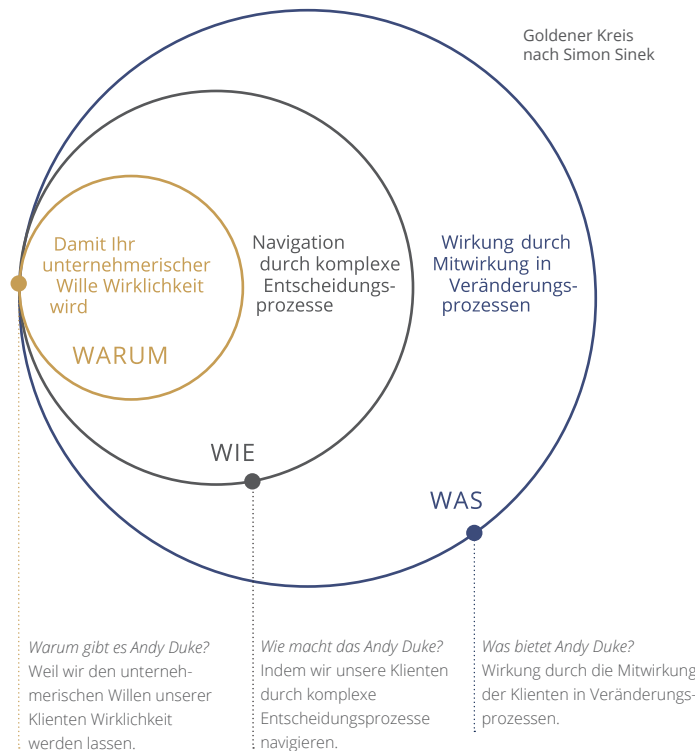 Goldener Kreis
nach Simon Sinek
Damit Ihr
unternehmerischer
Wille Wirklichkeit
wird
WARUM
Navigation
durch komplexe
Entscheidungs-
prozesse
WIE
Wirkung durch
Mitwirkung in
Veränderungs-
prozessen
WAS
Warum gibt es Andy Duke?
Weil wir den unterneh-
merischen Willen unserer
Klienten Wirklichkeit
werden lassen.
Wie macht das Andy Duke?
Indem wir unsere Klienten
durch komplexe
Entscheidungsprozesse
navigieren.
Was bietet Andy Duke?
Wirkung durch die Mitwirkung
der Klienten in Veränderungs-
prozessen.